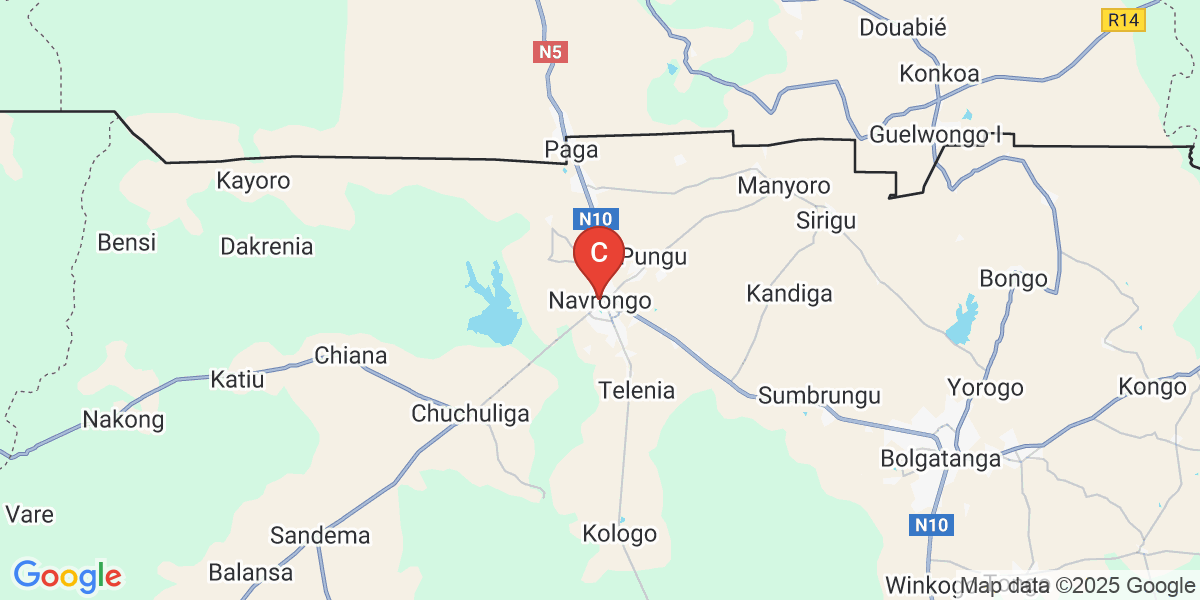 Douabié
R14
N5
Konkoa
Guelwongo I
Paga
Kayoro
Manyoro
N10
Sirigu
Bensi
Dakrenia
C
Pungu
Bongo
Navrongo
Kandiga
Chiana
Katiu
Telenia
Sumbrungu
Yorogo
Kongo
Nakong
Chuchuliga
Bolgatanga
Vare
Sandema
Kologo
N10
Balansa
Google
Winkog
Map data ©2025 Google